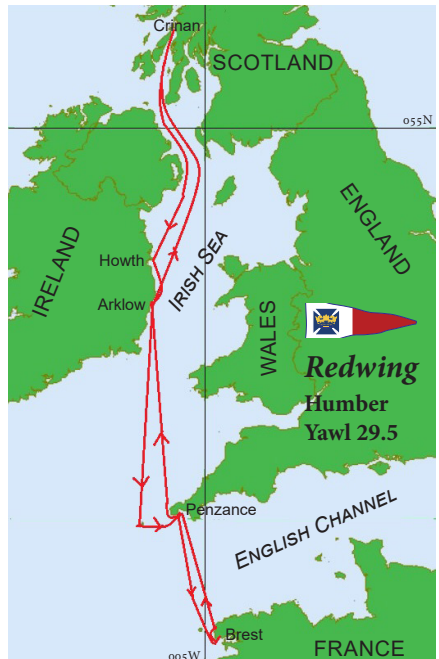 Crinan
SCOTLAND
055N
ENGLAND
Howth
IRELAND
IRISH SEA
Arklow
WALES
Redwing
Humber
Yawl 29.5
Penzance
ENGLISH CHANNEL
Brest
005W
FRANCE